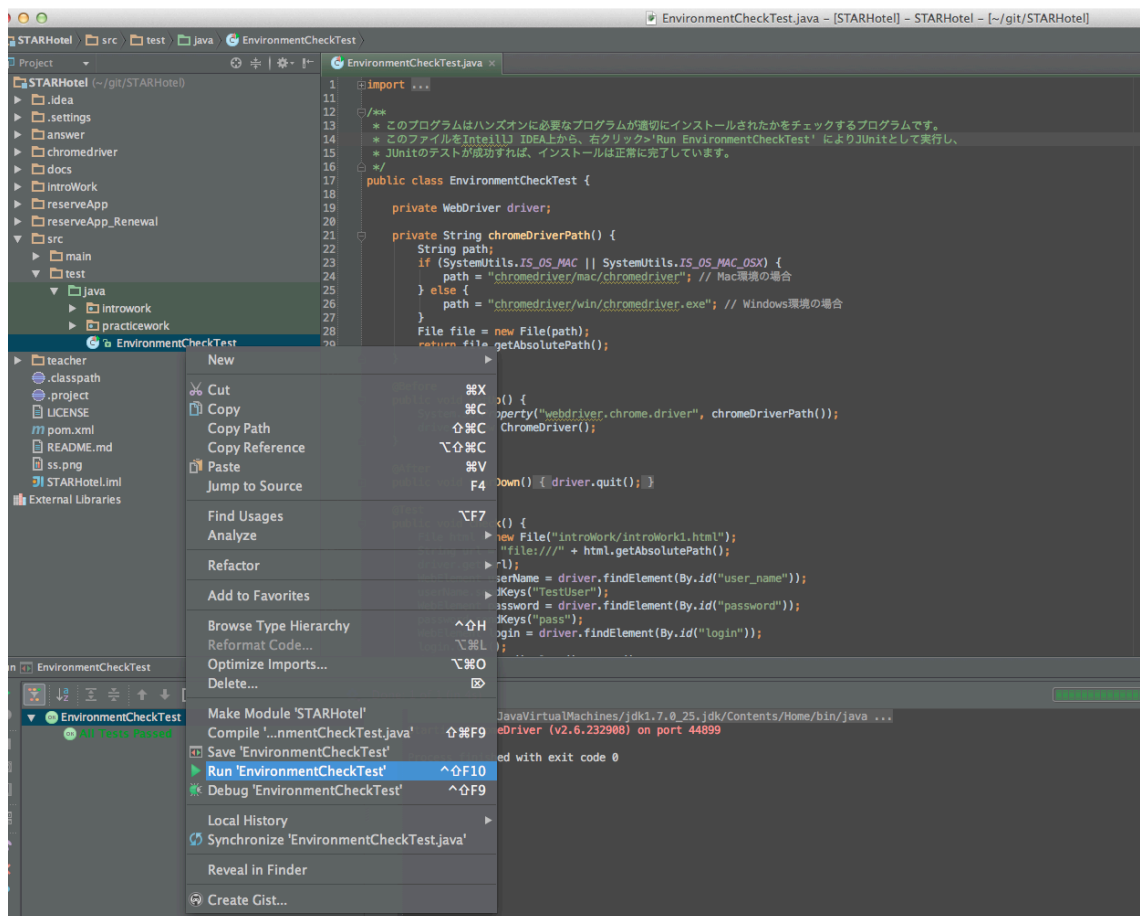 EnvironmentCheckTest.java – [STARHotel] – STARHotel – [~/git/STARHotel]
STARHotel src test java EnvironmentCheckTest
Project
EnvironmentCheckTest.java
STARHotel (~/git/STARHotel)
.idea
.settings
answer
chromedriver
docs
introWork
reserveApp
reserveApp_Renewal
src
main
test
java
introwork
practicework
EnvironmentCheckTest
teacher
.classpath
.project
LICENSE
pom.xml
README.md
ss.png
STARHotel.iml
External Libraries
1 import ...
11
12 /**
13 * このプログラムはハンズオンに必要なプログラムが適切にインストールされたかをチェックするプログラムです。
14 * このファイルをInteillJ IDEA上から、右クリック>'Run EnvironmentCheckTest' によりJUnitとして実行し、
15 * JUnitのテストが成功すれば、インストールは正常に完了しています。
16 */
17 public class EnvironmentCheckTest {
18
19 private WebDriver driver;
20
21 private String chromeDriverPath() {
22 String path;
23 if (SystemUtils.IS_OS_MAC || SystemUtils.IS_OS_MAC_OSX) {
24 path = "chromedriver/mac/chromedriver"; // Mac環境の場合
25 } else {
26 path = "chromedriver/win/chromedriver.exe"; // Windows環境の場合
27 }
28 File file = new File(path);
29 return file.getAbsolutePath();
() {
operty("webdriver.chrome.driver", chromeDriverPath());
ChromeDriver();
Down() { driver.quit(); }
() {
new File("introWork/introWork1.html");
"file:///" + html.getAbsolutePath();
rl);
serName = driver.findElement(By.id("user_name"));
dKeys("TestUser");
assword = driver.findElement(By.id("password"));
dKeys("pass");
ogin = driver.findElement(By.id("login"));
);
New
Cut ⌘X
Copy ⌘C
Copy Path ⇧⌘C
Copy Reference ⌥⇧⌘C
Paste ⌘V
Jump to Source F4
Find Usages ⌥F7
Analyze
Refactor
Add to Favorites
Browse Type Hierarchy ^⇧H
Reformat Code... ⌥⌘L
Optimize Imports... ⌥⌘O
Delete... ⌦
Make Module 'STARHotel'
Compile '...nmentCheckTest.java' ⇧⌘F9
Save 'EnvironmentCheckTest'
Run 'EnvironmentCheckTest' ^⇧F10
Debug 'EnvironmentCheckTest' ^⇧F9
Local History
Synchronize 'EnvironmentCheckTest.java'
Reveal in Finder
Create Gist...
EnvironmentCheckTest
EnvironmentCheckTest
All Tests Passed
JavaVirtualMachines/jdk1.7.0_25.jdk/Contents/Home/bin/java ...
eDriver (v2.6.232908) on port 44899
ed with exit code 0